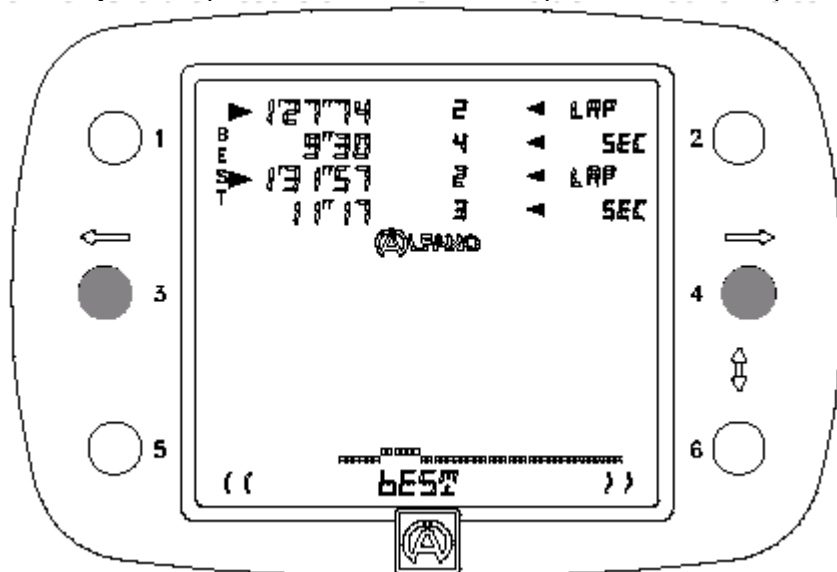 1 ► 1'27"74 2 ◄ LAP 2
9"30 4 ◄ SEC
► 1'31"57 2 ◄ LAP
11"17 3 ◄ SEC
BEST
ALFANO
3 4
5 6
(( bEST ))
A